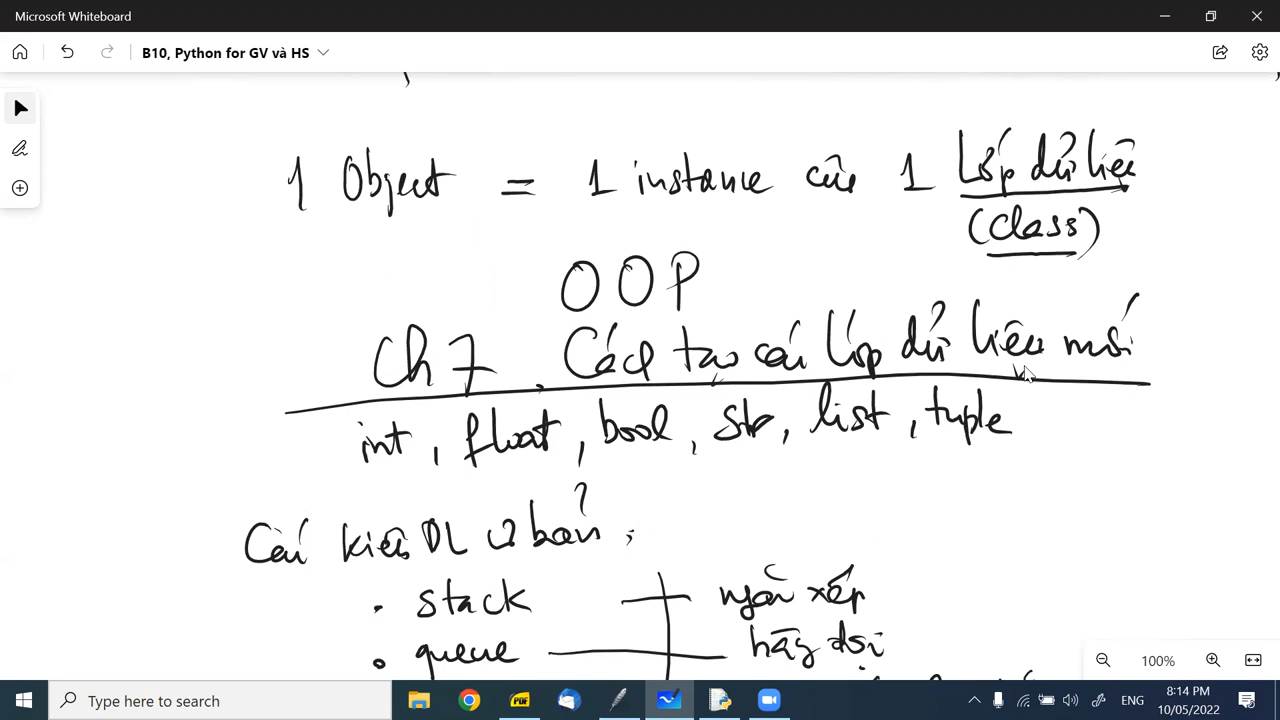 Microsoft Whiteboard
B10, Python for GV và HS
1 Object = 1 instance của 1 Lớp dữ liệu
(class)
OOP
Ch 7. Cách tạo các lớp dữ liệu mới
int, float, bool, str, list, tuple
Các kiểu DL cơ bản:
• stack ngăn xếp
• queue hàng đợi
100%
Type here to search
PDF
ENG
8:14 PM
10/05/2022